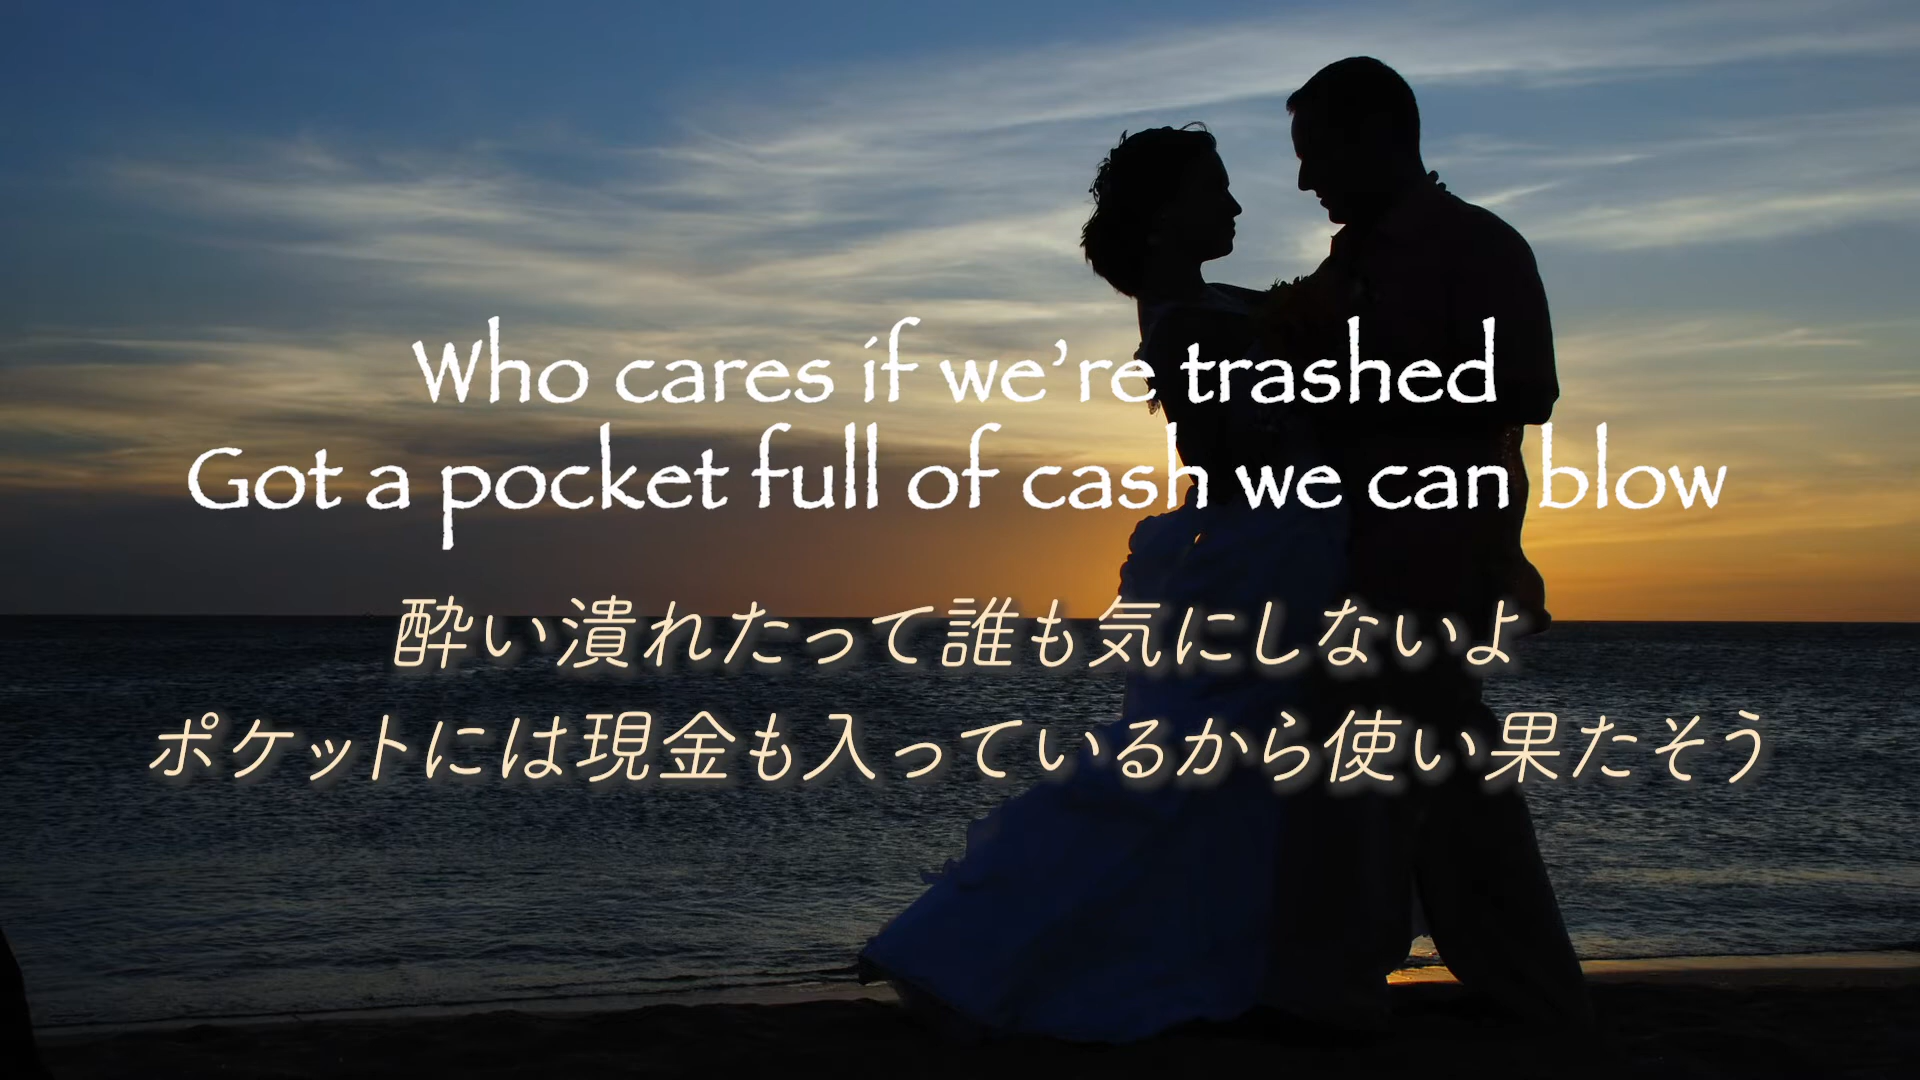 Who cares if we’re trashed
Got a pocket full of cash we can blow
酔い潰れたって誰も気にしないよ
ポケットには現金も入っているから使い果たそう